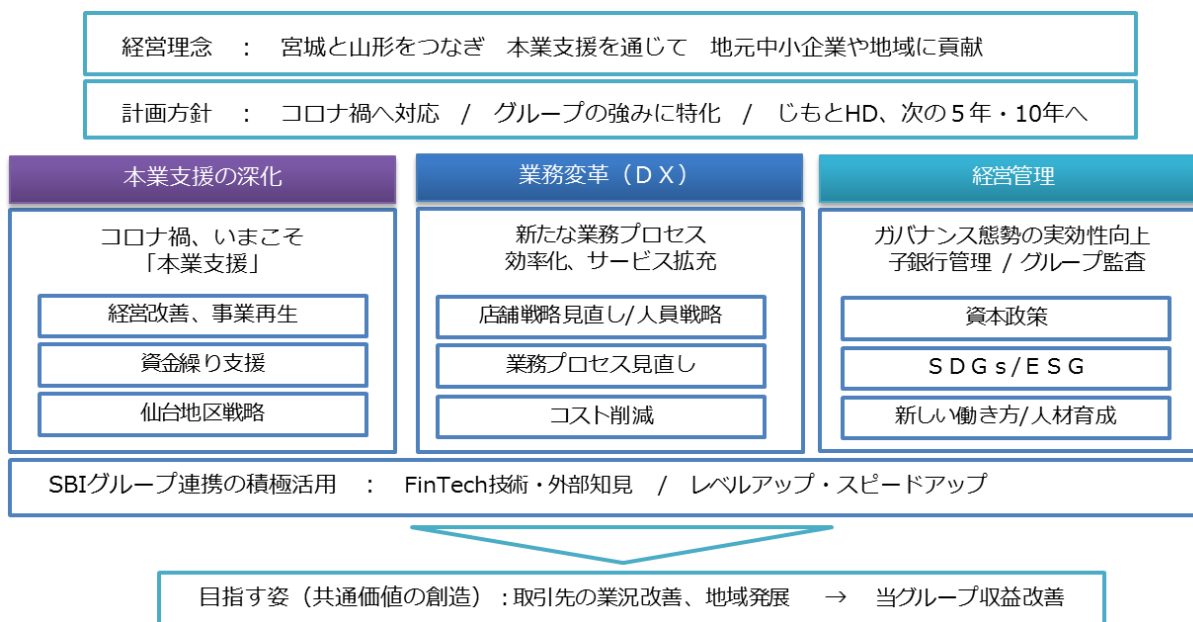 経営理念 ： 宮城と山形をつなぎ 本業支援を通じて 地元中小企業や地域に貢献
計画方針 ： コロナ禍へ対応 / グループの強みに特化 / じもとHD、次の５年・10年へ
本業支援の深化
コロナ禍、いまこそ
「本業支援」
経営改善、事業再生
資金繰り支援
仙台地区戦略
業務変革（ＤＸ）
新たな業務プロセス
効率化、サービス拡充
店舗戦略見直し/人員戦略
業務プロセス見直し
コスト削減
経営管理
ガバナンス態勢の実効性向上
子銀行管理 / グループ監査
資本政策
ＳＤＧｓ/ＥＳＧ
新しい働き方/人材育成
SBIグループ連携の積極活用 ： FinTech技術・外部知見 / レベルアップ・スピードアップ
目指す姿（共通価値の創造）：取引先の業況改善、地域発展 → 当グループ収益改善